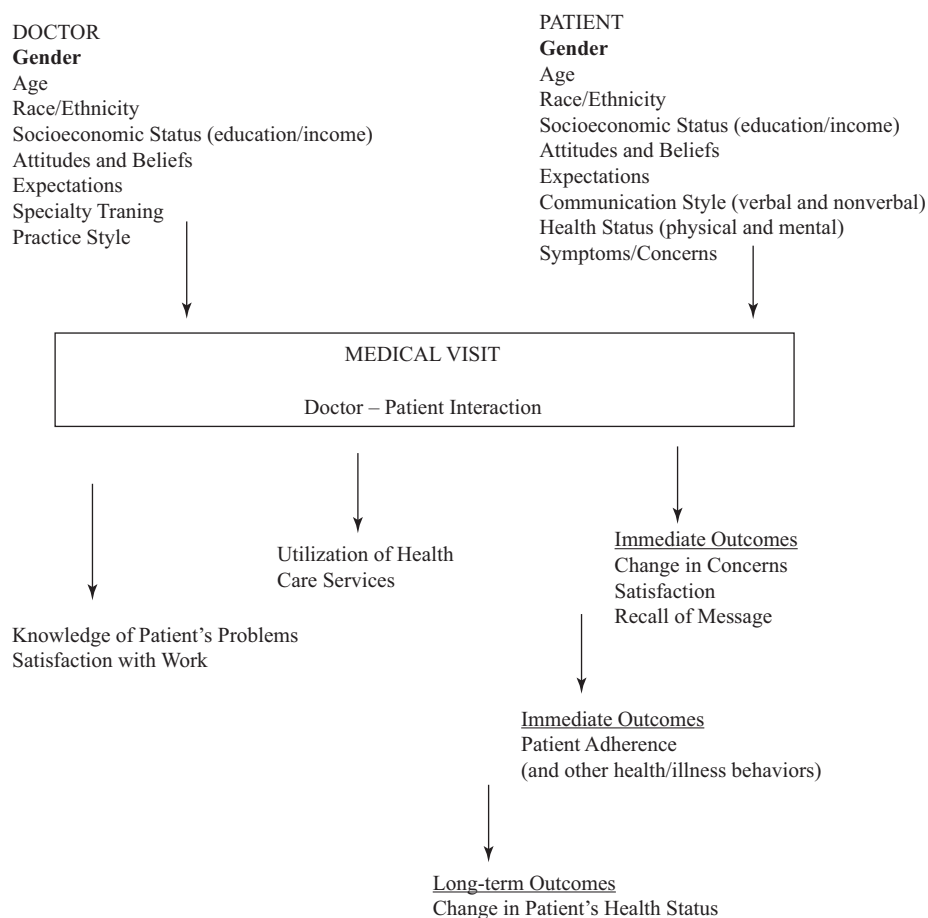 DOCTOR
Gender
Age
Race/Ethnicity
Socioeconomic Status (education/income)
Attitudes and Beliefs
Expectations
Specialty Traning
Practice Style
PATIENT
Gender
Age
Race/Ethnicity
Socioeconomic Status (education/income)
Attitudes and Beliefs
Expectations
Communication Style (verbal and nonverbal)
Health Status (physical and mental)
Symptoms/Concerns
MEDICAL VISIT
Doctor – Patient Interaction
Knowledge of Patient’s Problems
Satisfaction with Work
Utilization of Health
Care Services
Immediate Outcomes
Change in Concerns
Satisfaction
Recall of Message
Immediate Outcomes
Patient Adherence
(and other health/illness behaviors)
Long-term Outcomes
Change in Patient’s Health Status